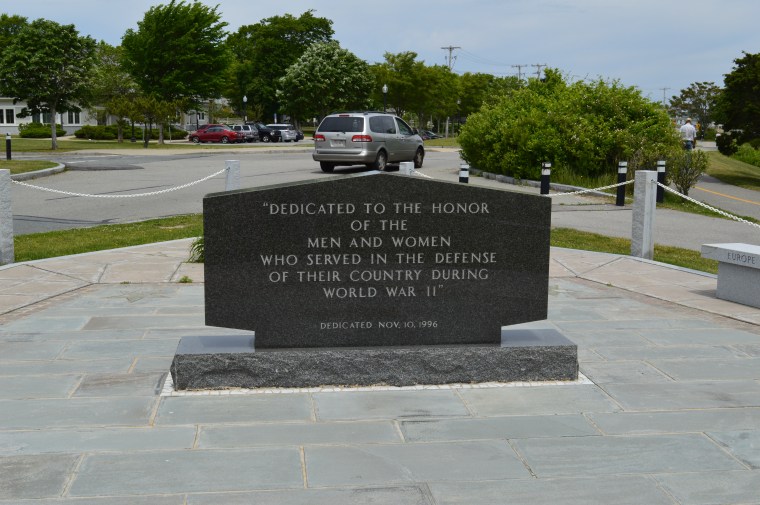 "DEDICATED TO THE HONOR
OF THE
MEN AND WOMEN
WHO SERVED IN THE DEFENSE
OF THEIR COUNTRY DURING
WORLD WAR II"
DEDICATED NOV. 10, 1996
EUROPE